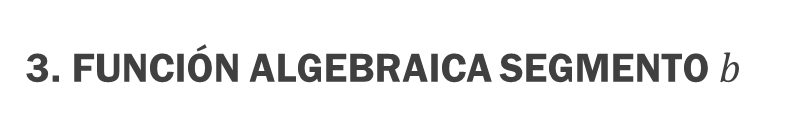 3. FUNCIÓN ALGEBRAICA SEGMENTO b